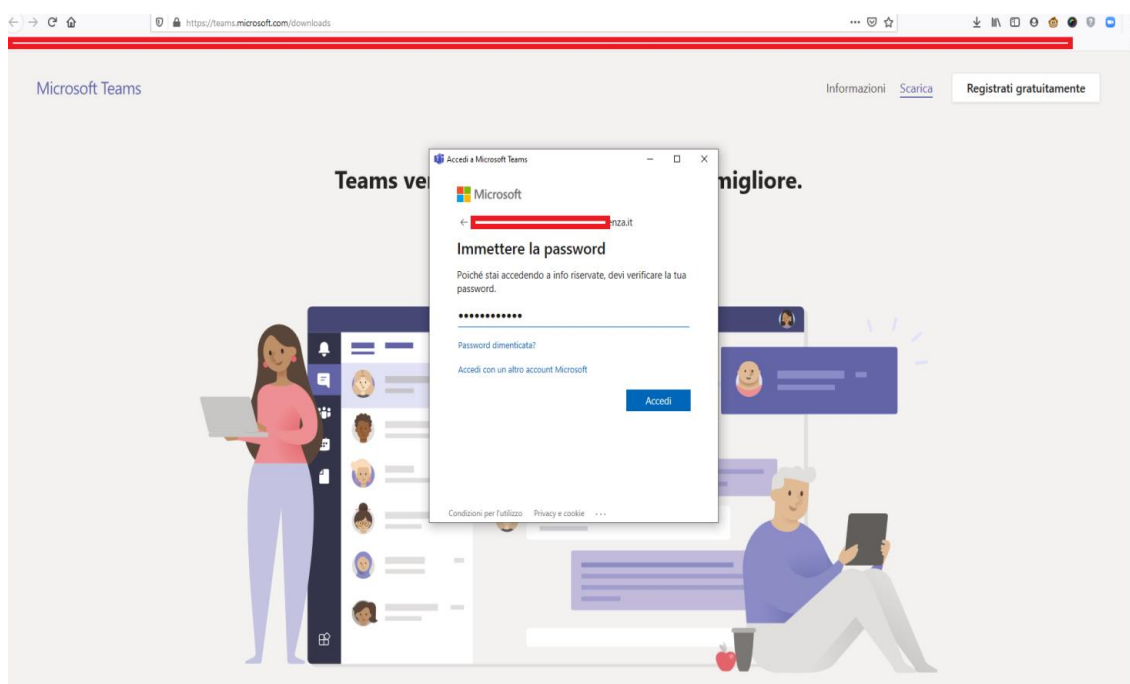 https://teams.microsoft.com/downloads
Microsoft Teams
Informazioni Scarica Registrati gratuitamente
Teams ve
migliore.
Accedi a Microsoft Teams
Microsoft
enza.it
Immettere la password
Poiché stai accedendo a info riservate, devi verificare la tua
password.
Password dimenticata?
Accedi con un altro account Microsoft
Accedi
Condizioni per l'utilizzo Privacy e cookie